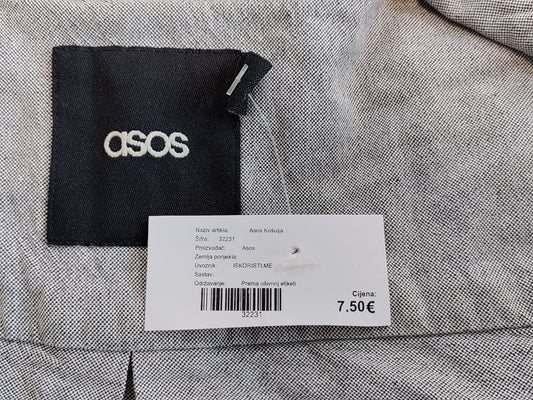 asos
Naziv artikla: Asos Košulja
Šifra: 32231
Proizvođač: Asos
Zemlja porijekla:
Uvoznik: ISKORISTI.ME
Sastav:
Održavanje: Prema ušivnoj etiketi
32231
Cijena:
7.50€